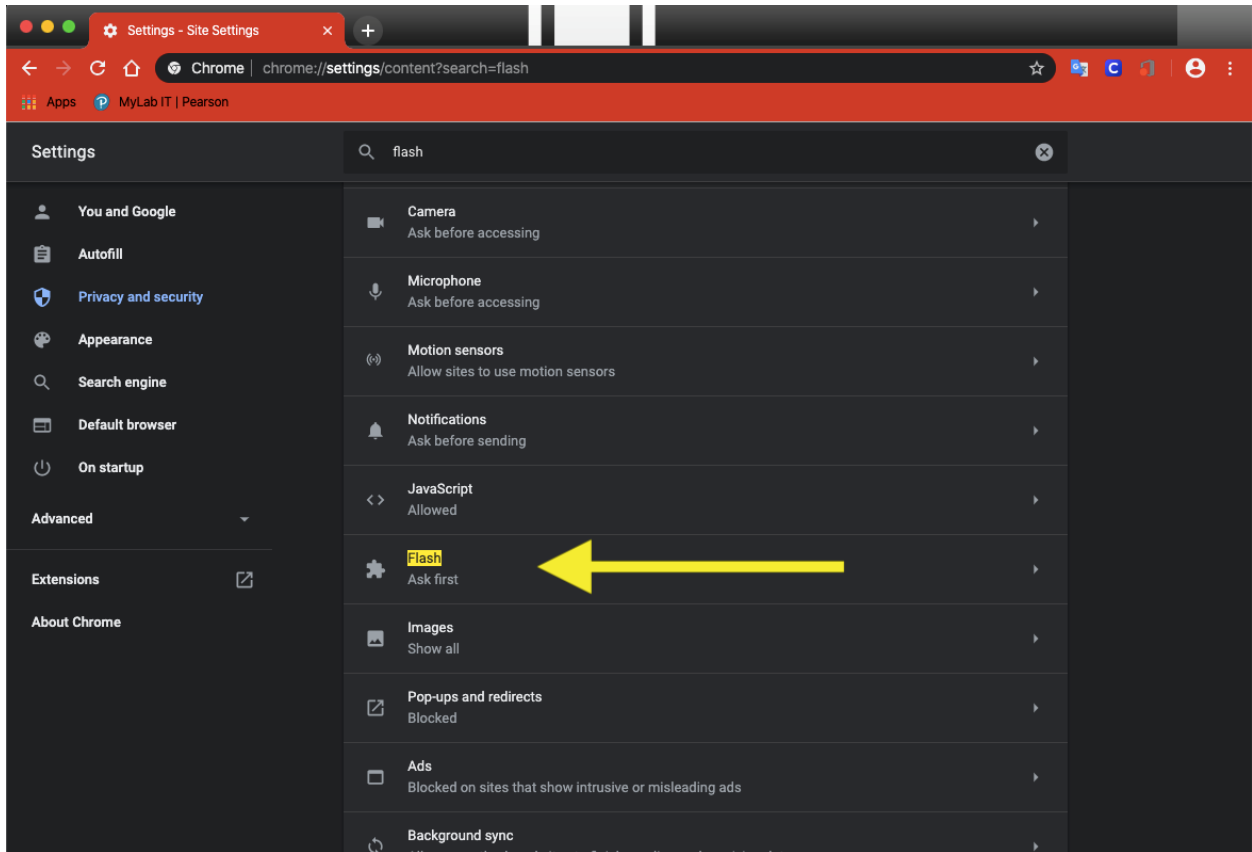 Settings - Site Settings
Chrome | chrome://settings/content?search=flash
Apps MyLab IT | Pearson
Settings
flash
You and Google
Autofill
Privacy and security
Appearance
Search engine
Default browser
On startup
Advanced
Extensions
About Chrome
Camera
Ask before accessing
Microphone
Ask before accessing
Motion sensors
Allow sites to use motion sensors
Notifications
Ask before sending
JavaScript
Allowed
Flash
Ask first
Images
Show all
Pop-ups and redirects
Blocked
Ads
Blocked on sites that show intrusive or misleading ads
Background sync